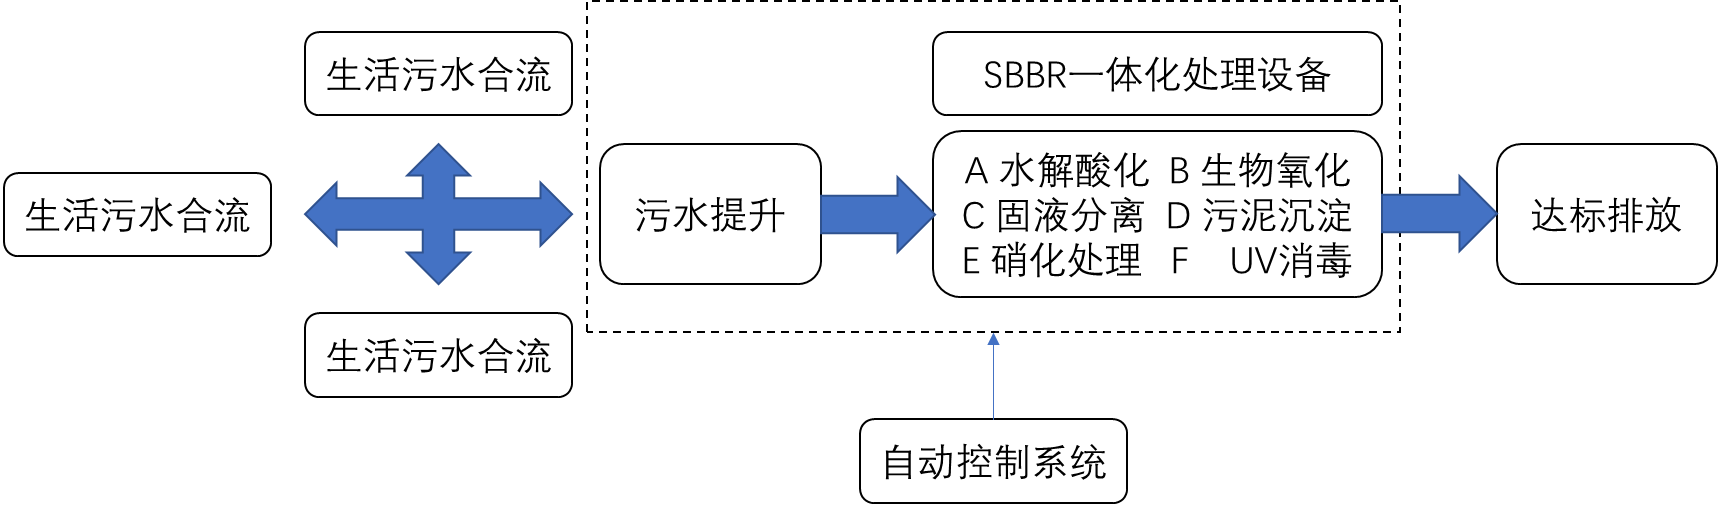 生活污水合流
生活污水合流
生活污水合流
污水提升
SBBR一体化处理设备
A 水解酸化 B 生物氧化
C 固液分离 D 污泥沉淀
E 硝化处理 F UV消毒
达标排放
自动控制系统